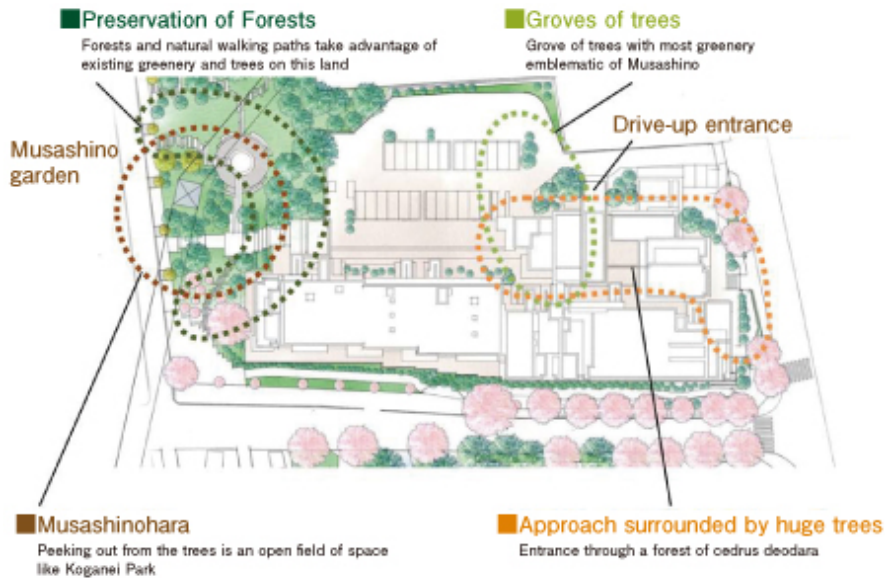 ■Preservation of Forests
Forests and natural walking paths take advantage of
existing greenery and trees on this land
■Groves of trees
Grove of trees with most greenery
emblematic of Musashino
Drive-up entrance
Musashino
garden
■Musashinohara
Peeking out from the trees is an open field of space
like Koganei Park
■Approach surrounded by huge trees
Entrance through a forest of cedrus deodara